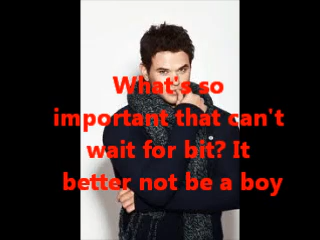 What's so
important that can't
wait for bit? It
better not be a boy